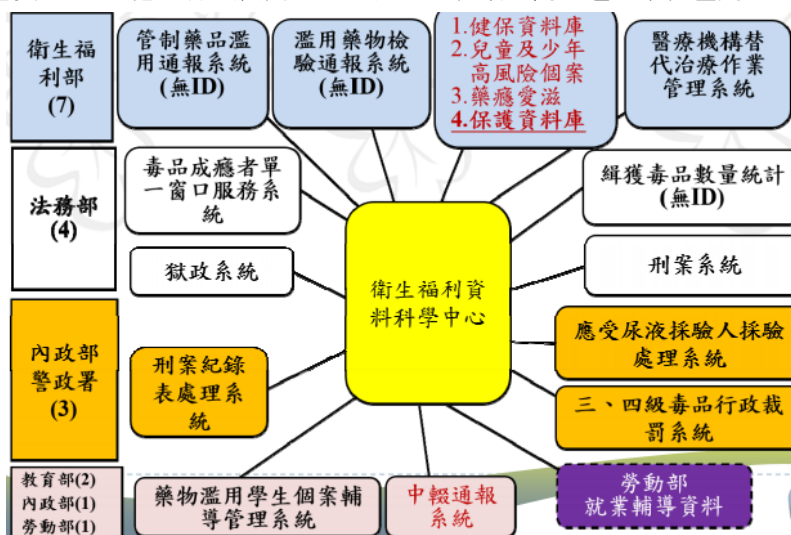 衛生福
利部
(7)
管制藥品濫
用通報系統
(無ID)
濫用藥物檢
驗通報系統
(無ID)
1.健保資料庫
2.兒童及少年
高風險個案
3.藥癮愛滋
4.保護資料庫
醫療機構替
代治療作業
管理系統
法務部
(4)
毒品成癮者單
一窗口服務系
統
緝獲毒品數量統計
(無ID)
獄政系統
刑案系統
衛生福利資
料科學中心
內政部
警政署
(3)
刑案紀錄
表處理系
統
應受尿液採驗人採驗
處理系統
三、四級毒品行政裁
罰系統
教育部(2)
內政部(1)
勞動部(1)
藥物濫用學生個案輔
導管理系統
中輟通報
系統
勞動部
就業輔導資料